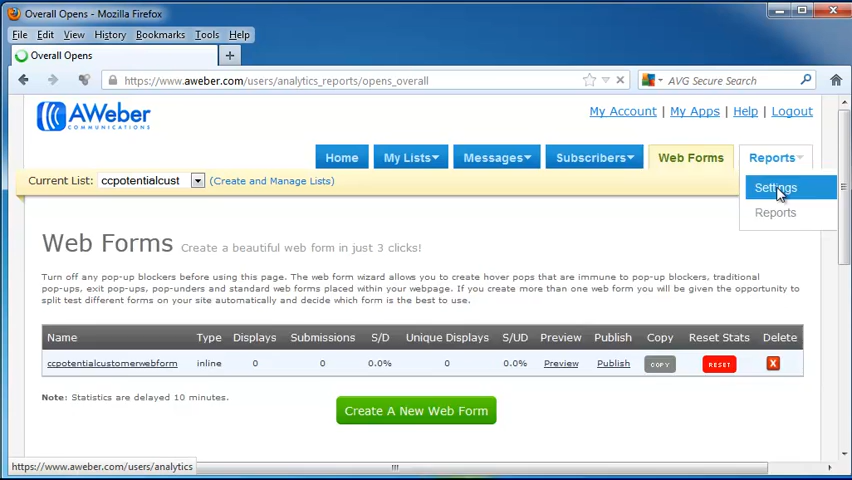 Overall Opens - Mozilla Firefox
File Edit View History Bookmarks Tools Help
Overall Opens
https://www.aweber.com/users/analytics_reports/opens_overall
AVG Secure Search
AWeber
COMMUNICATIONS
My Account | My Apps | Help | Logout
Home My Lists Messages Subscribers Web Forms Reports
Current List: ccpotentialcust (Create and Manage Lists)
Settings
Reports
Web Forms Create a beautiful web form in just 3 clicks!
Turn off any pop-up blockers before using this page. The web form wizard allows you to create hover pops that are immune to pop-up blockers, traditional
pop-ups, exit pop-ups, pop-unders and standard web forms placed within your webpage. If you create more than one web form you will be given the opportunity to
split test different forms on your site automatically and decide which form is the best to use.
Name Type Displays Submissions S/D Unique Displays S/UD Preview Publish Copy Reset Stats Delete
ccpotentialcustomerwebform inline 0 0 0.0% 0 0.0% Preview Publish COPY RESET X
Note: Statistics are delayed 10 minutes.
Create A New Web Form
https://www.aweber.com/users/analytics